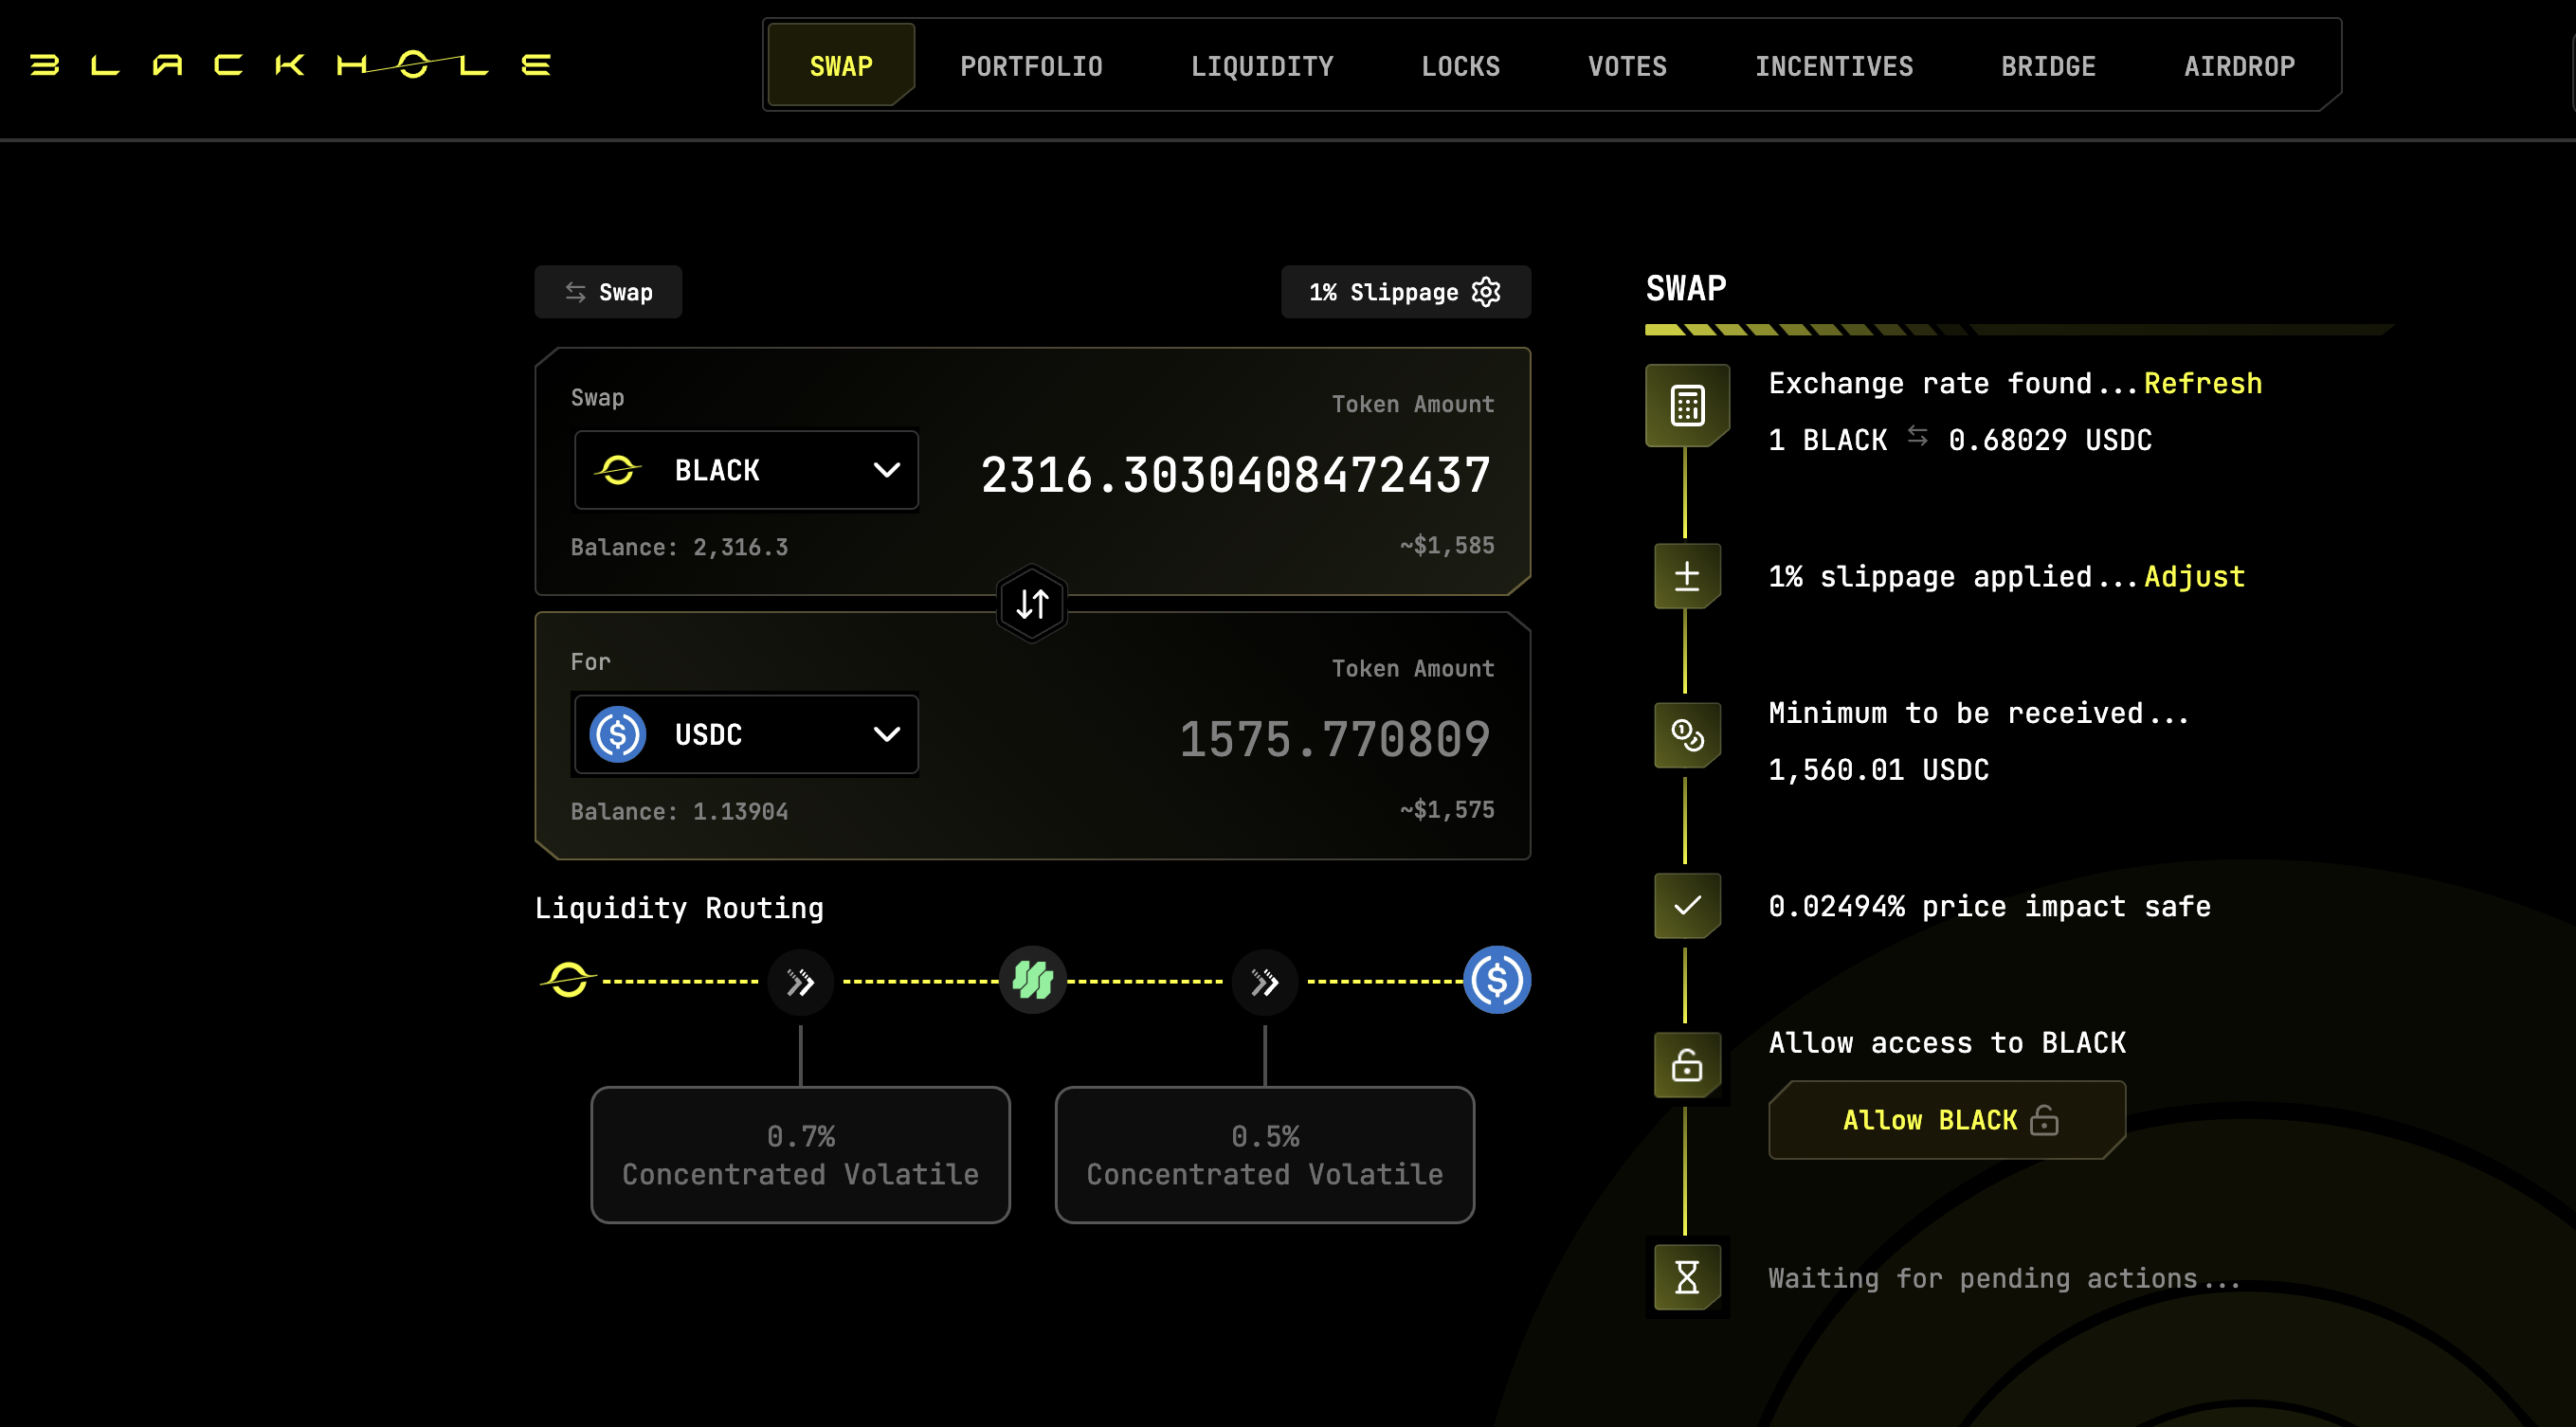 BLACKHOLE
SWAP PORTFOLIO LIQUIDITY LOCKS VOTES INCENTIVES BRIDGE AIRDROP
Swap
1% Slippage
Swap
Token Amount
BLACK
2316.3030408472437
Balance: 2,316.3
~$1,585
For
Token Amount
USDC
1575.770809
Balance: 1.13904
~$1,575
Liquidity Routing
0.7%
Concentrated Volatile
0.5%
Concentrated Volatile
SWAP
Exchange rate found...Refresh
1 BLACK ⇆ 0.68029 USDC
1% slippage applied...Adjust
Minimum to be received...
1,560.01 USDC
0.02494% price impact safe
Allow access to BLACK
Allow BLACK
Waiting for pending actions...